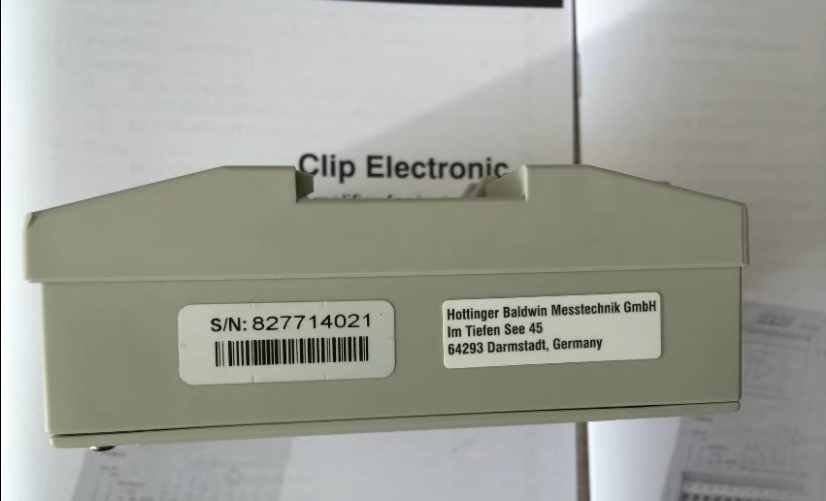 Clip Electronic
S/N: 827714021
Hottinger Baldwin Messtechnik GmbH
Im Tiefen See 45
64293 Darmstadt, Germany